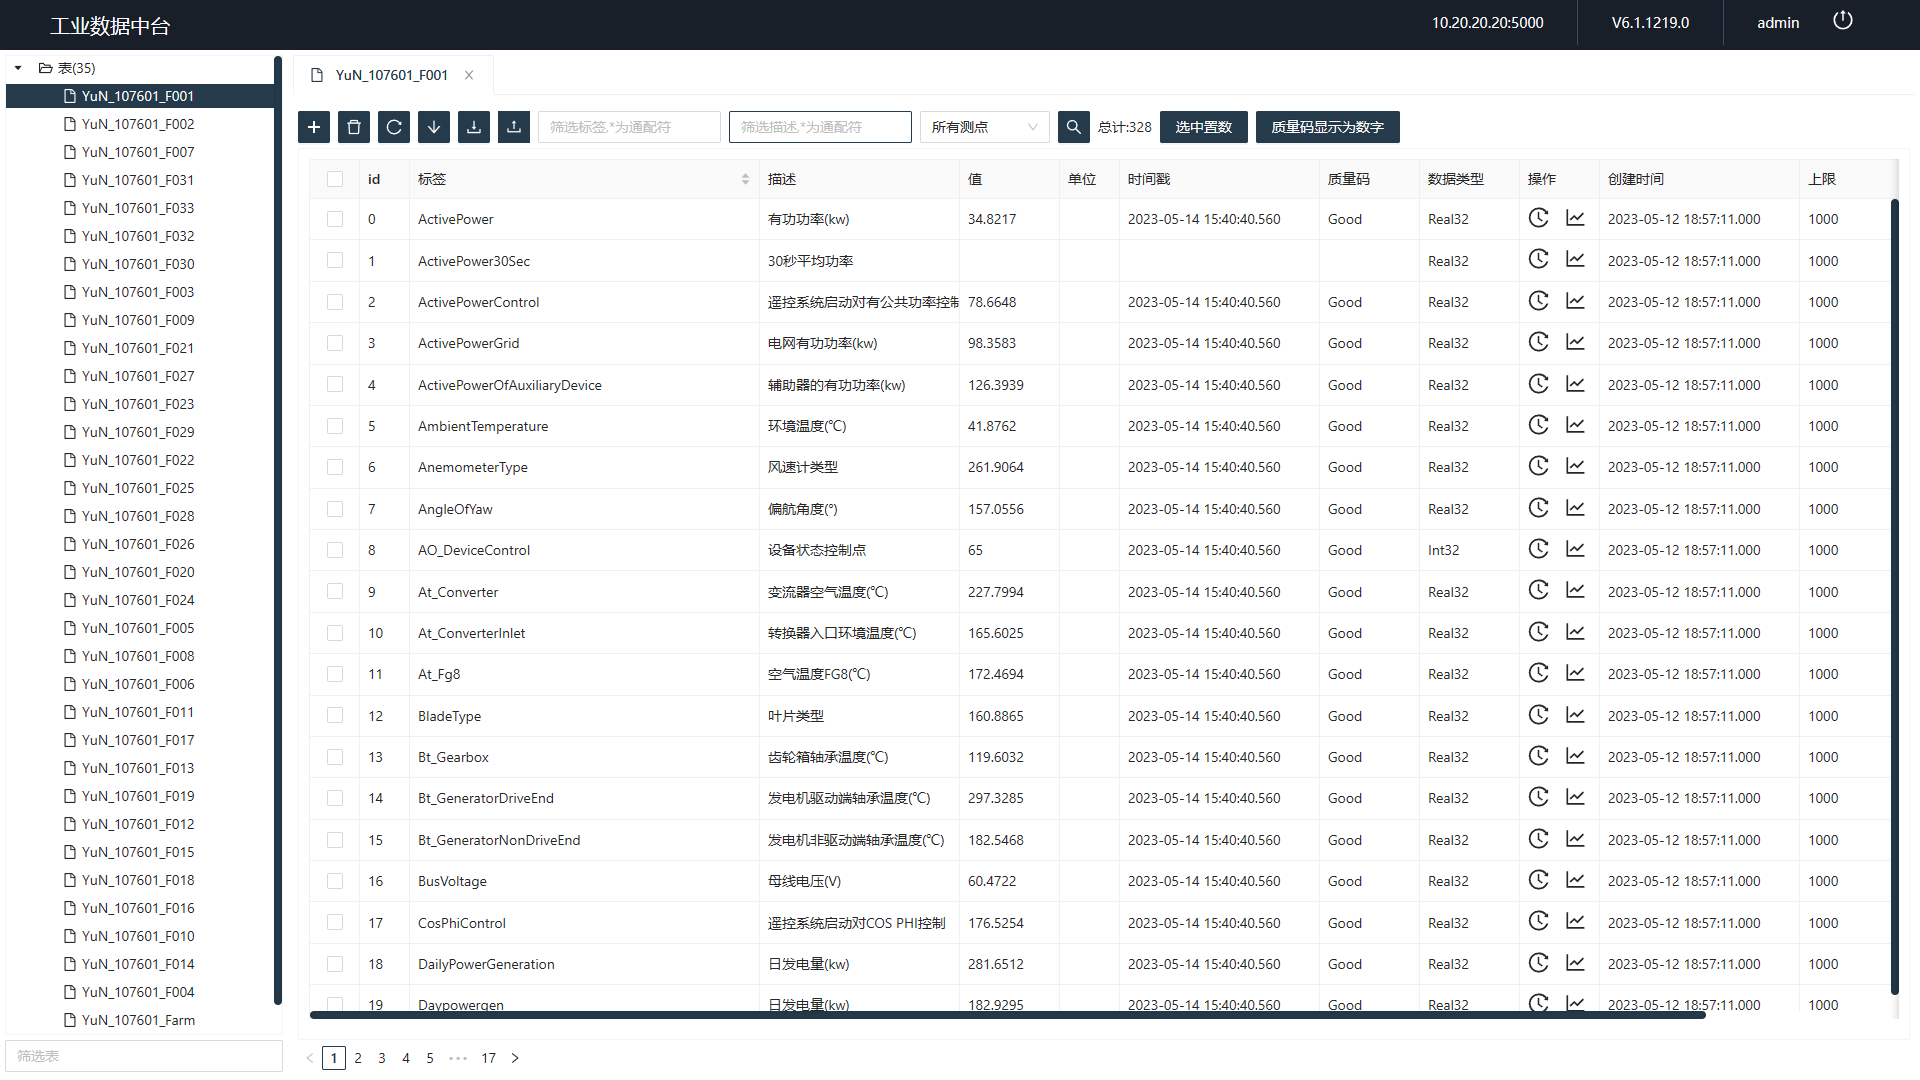 工业数据中台
10.20.20.20:5000 V6.1.1219.0 admin
表(35)
YuN_107601_F001
YuN_107601_F002
YuN_107601_F007
YuN_107601_F031
YuN_107601_F033
YuN_107601_F032
YuN_107601_F030
YuN_107601_F003
YuN_107601_F009
YuN_107601_F021
YuN_107601_F027
YuN_107601_F023
YuN_107601_F029
YuN_107601_F022
YuN_107601_F025
YuN_107601_F028
YuN_107601_F026
YuN_107601_F020
YuN_107601_F024
YuN_107601_F005
YuN_107601_F008
YuN_107601_F006
YuN_107601_F011
YuN_107601_F017
YuN_107601_F013
YuN_107601_F019
YuN_107601_F012
YuN_107601_F015
YuN_107601_F018
YuN_107601_F016
YuN_107601_F010
YuN_107601_F014
YuN_107601_F004
YuN_107601_Farm
筛选表
YuN_107601_F001
筛选标签,*为通配符 筛选描述,*为通配符 所有测点 总计:328 选中置数 质量码显示为数字
id 标签 描述 值 单位 时间戳 质量码 数据类型 操作 创建时间 上限
0 ActivePower 有功功率(kw) 34.8217 2023-05-14 15:40:40.560 Good Real32 2023-05-12 18:57:11.000 1000
1 ActivePower30Sec 30秒平均功率 Real32 2023-05-12 18:57:11.000 1000
2 ActivePowerControl 遥控系统启动对有公共功率控制 78.6648 2023-05-14 15:40:40.560 Good Real32 2023-05-12 18:57:11.000 1000
3 ActivePowerGrid 电网有功功率(kw) 98.3583 2023-05-14 15:40:40.560 Good Real32 2023-05-12 18:57:11.000 1000
4 ActivePowerOfAuxiliaryDevice 辅助器的有功功率(kw) 126.3939 2023-05-14 15:40:40.560 Good Real32 2023-05-12 18:57:11.000 1000
5 AmbientTemperature 环境温度(℃) 41.8762 2023-05-14 15:40:40.560 Good Real32 2023-05-12 18:57:11.000 1000
6 AnemometerType 风速计类型 261.9064 2023-05-14 15:40:40.560 Good Real32 2023-05-12 18:57:11.000 1000
7 AngleOfYaw 偏航角度(°) 157.0556 2023-05-14 15:40:40.560 Good Real32 2023-05-12 18:57:11.000 1000
8 AO_DeviceControl 设备状态控制点 65 2023-05-14 15:40:40.560 Good Int32 2023-05-12 18:57:11.000 1000
9 At_Converter 变流器空气温度(℃) 227.7994 2023-05-14 15:40:40.560 Good Real32 2023-05-12 18:57:11.000 1000
10 At_ConverterInlet 转换器入口环境温度(℃) 165.6025 2023-05-14 15:40:40.560 Good Real32 2023-05-12 18:57:11.000 1000
11 At_Fg8 空气温度FG8(℃) 172.4694 2023-05-14 15:40:40.560 Good Real32 2023-05-12 18:57:11.000 1000
12 BladeType 叶片类型 160.8865 2023-05-14 15:40:40.560 Good Real32 2023-05-12 18:57:11.000 1000
13 Bt_Gearbox 齿轮箱轴承温度(℃) 119.6032 2023-05-14 15:40:40.560 Good Real32 2023-05-12 18:57:11.000 1000
14 Bt_GeneratorDriveEnd 发电机驱动端轴承温度(℃) 297.3285 2023-05-14 15:40:40.560 Good Real32 2023-05-12 18:57:11.000 1000
15 Bt_GeneratorNonDriveEnd 发电机非驱动端轴承温度(℃) 182.5468 2023-05-14 15:40:40.560 Good Real32 2023-05-12 18:57:11.000 1000
16 BusVoltage 母线电压(V) 60.4722 2023-05-14 15:40:40.560 Good Real32 2023-05-12 18:57:11.000 1000
17 CosPhiControl 遥控系统启动对COS PHI控制 176.5254 2023-05-14 15:40:40.560 Good Real32 2023-05-12 18:57:11.000 1000
18 DailyPowerGeneration 日发电量(kw) 281.6512 2023-05-14 15:40:40.560 Good Real32 2023-05-12 18:57:11.000 1000
19 Daypowergen 日发电量(kw) 182.9295 2023-05-14 15:40:40.560 Good Real32 2023-05-12 18:57:11.000 1000
1 2 3 4 5 ••• 17